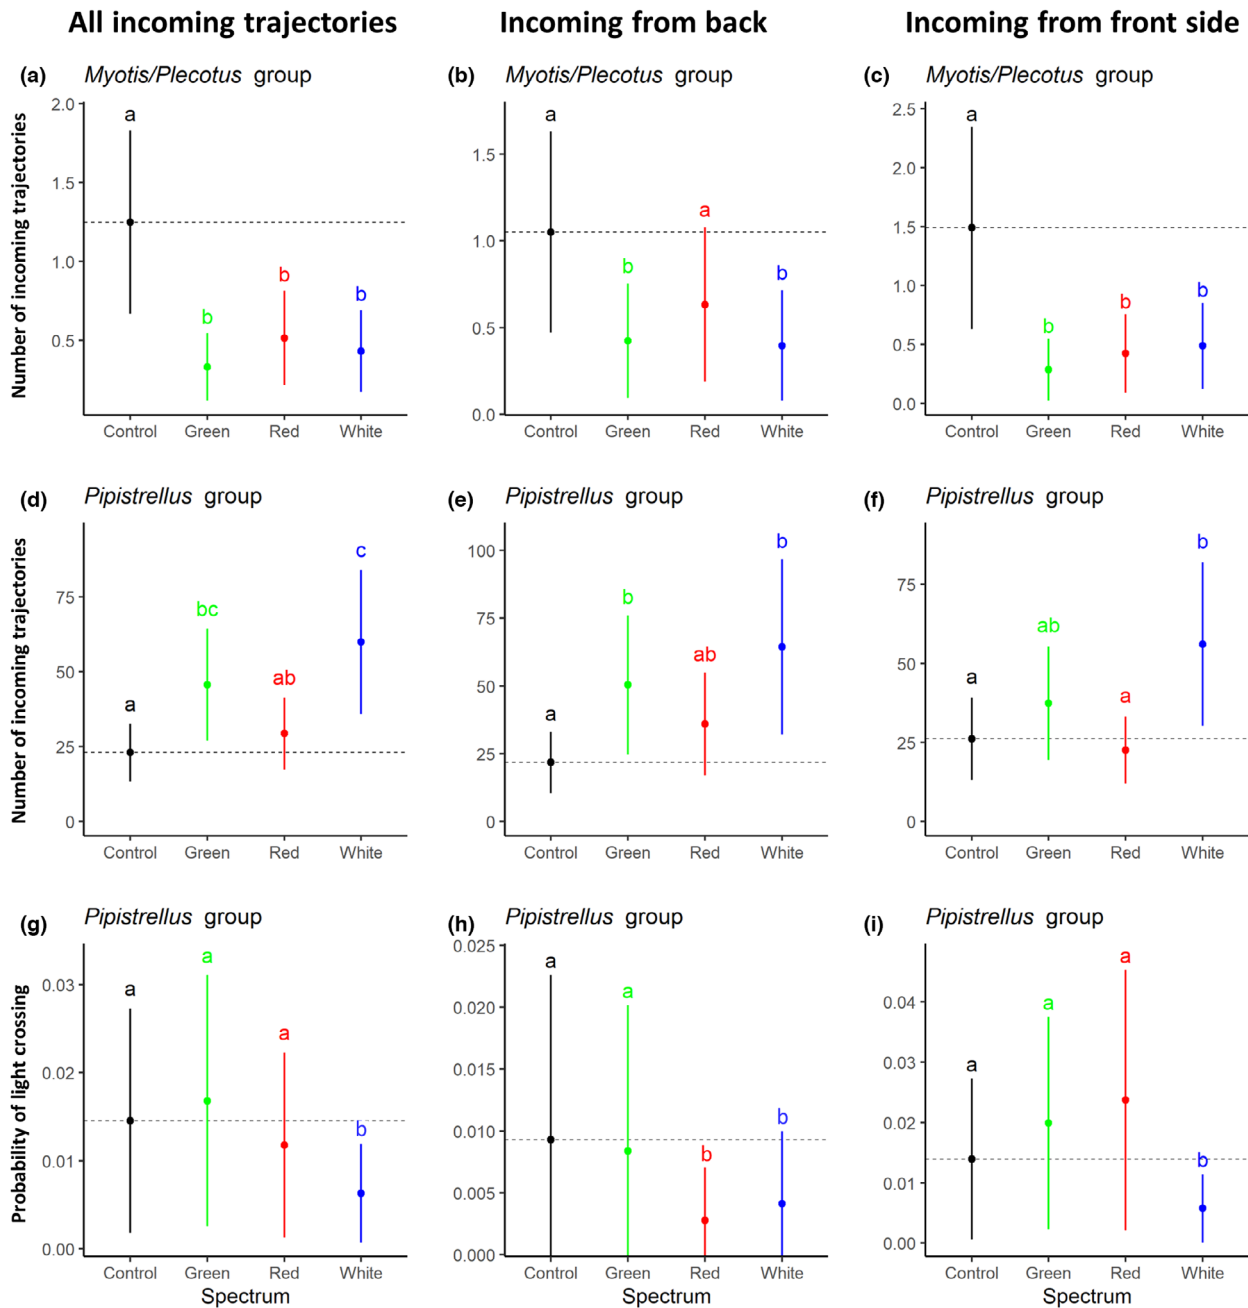 All incoming trajectories
Incoming from back
Incoming from front side
(a) Myotis/Plecotus group
Number of incoming trajectories
2.0
1.5
1.0
0.5
a
b
b
b
Control Green Red White
(b) Myotis/Plecotus group
1.5
1.0
0.5
0.0
a
b
a
b
Control Green Red White
(c) Myotis/Plecotus group
2.5
2.0
1.5
1.0
0.5
0.0
a
b
b
b
Control Green Red White
(d) Pipistrellus group
Number of incoming trajectories
75
50
25
0
a
bc
ab
c
Control Green Red White
(e) Pipistrellus group
100
75
50
25
0
a
b
ab
b
Control Green Red White
(f) Pipistrellus group
75
50
25
0
a
ab
a
b
Control Green Red White
(g) Pipistrellus group
Probability of light crossing
0.03
0.02
0.01
0.00
a
a
a
b
Control Green Red White
Spectrum
(h) Pipistrellus group
0.025
0.020
0.015
0.010
0.005
0.000
a
a
b
b
Control Green Red White
Spectrum
(i) Pipistrellus group
0.04
0.03
0.02
0.01
0.00
a
a
a
b
Control Green Red White
Spectrum